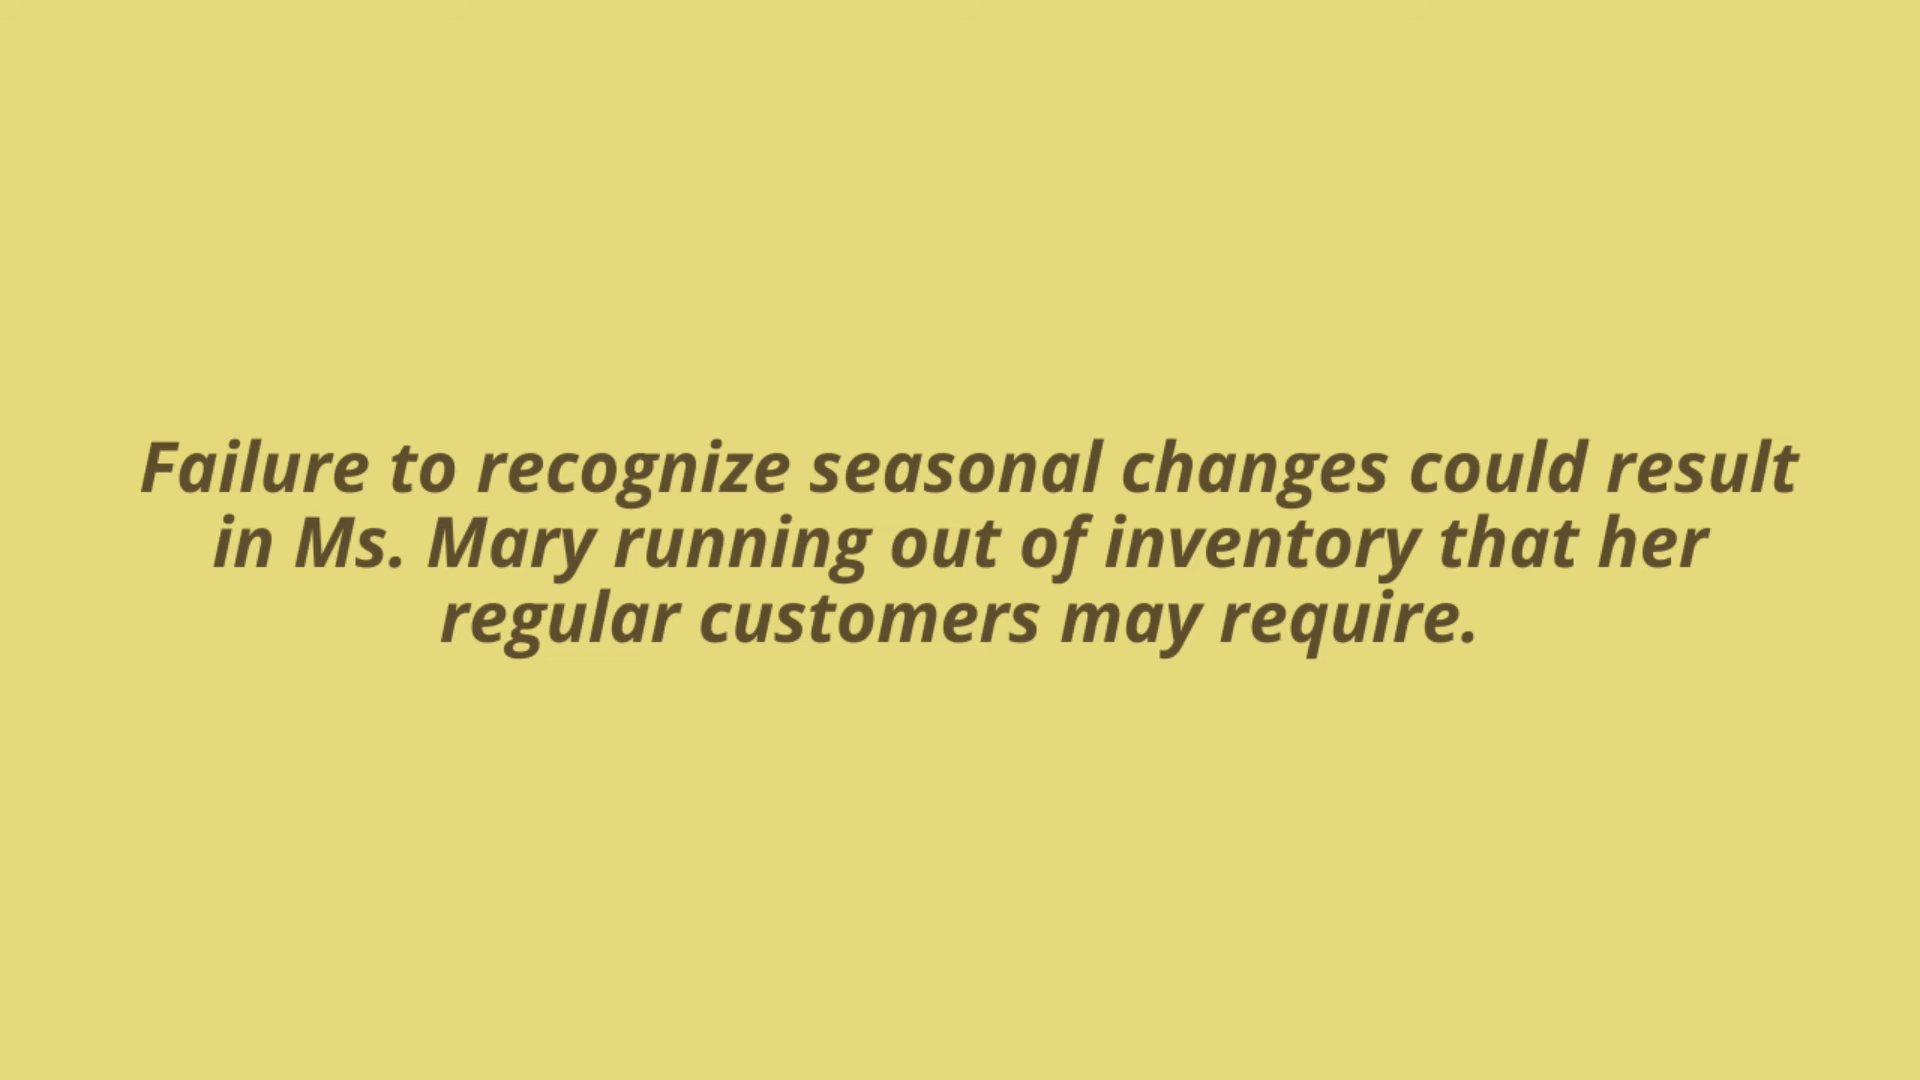 Failure to recognize seasonal changes could result
in Ms. Mary running out of inventory that her
regular customers may require.